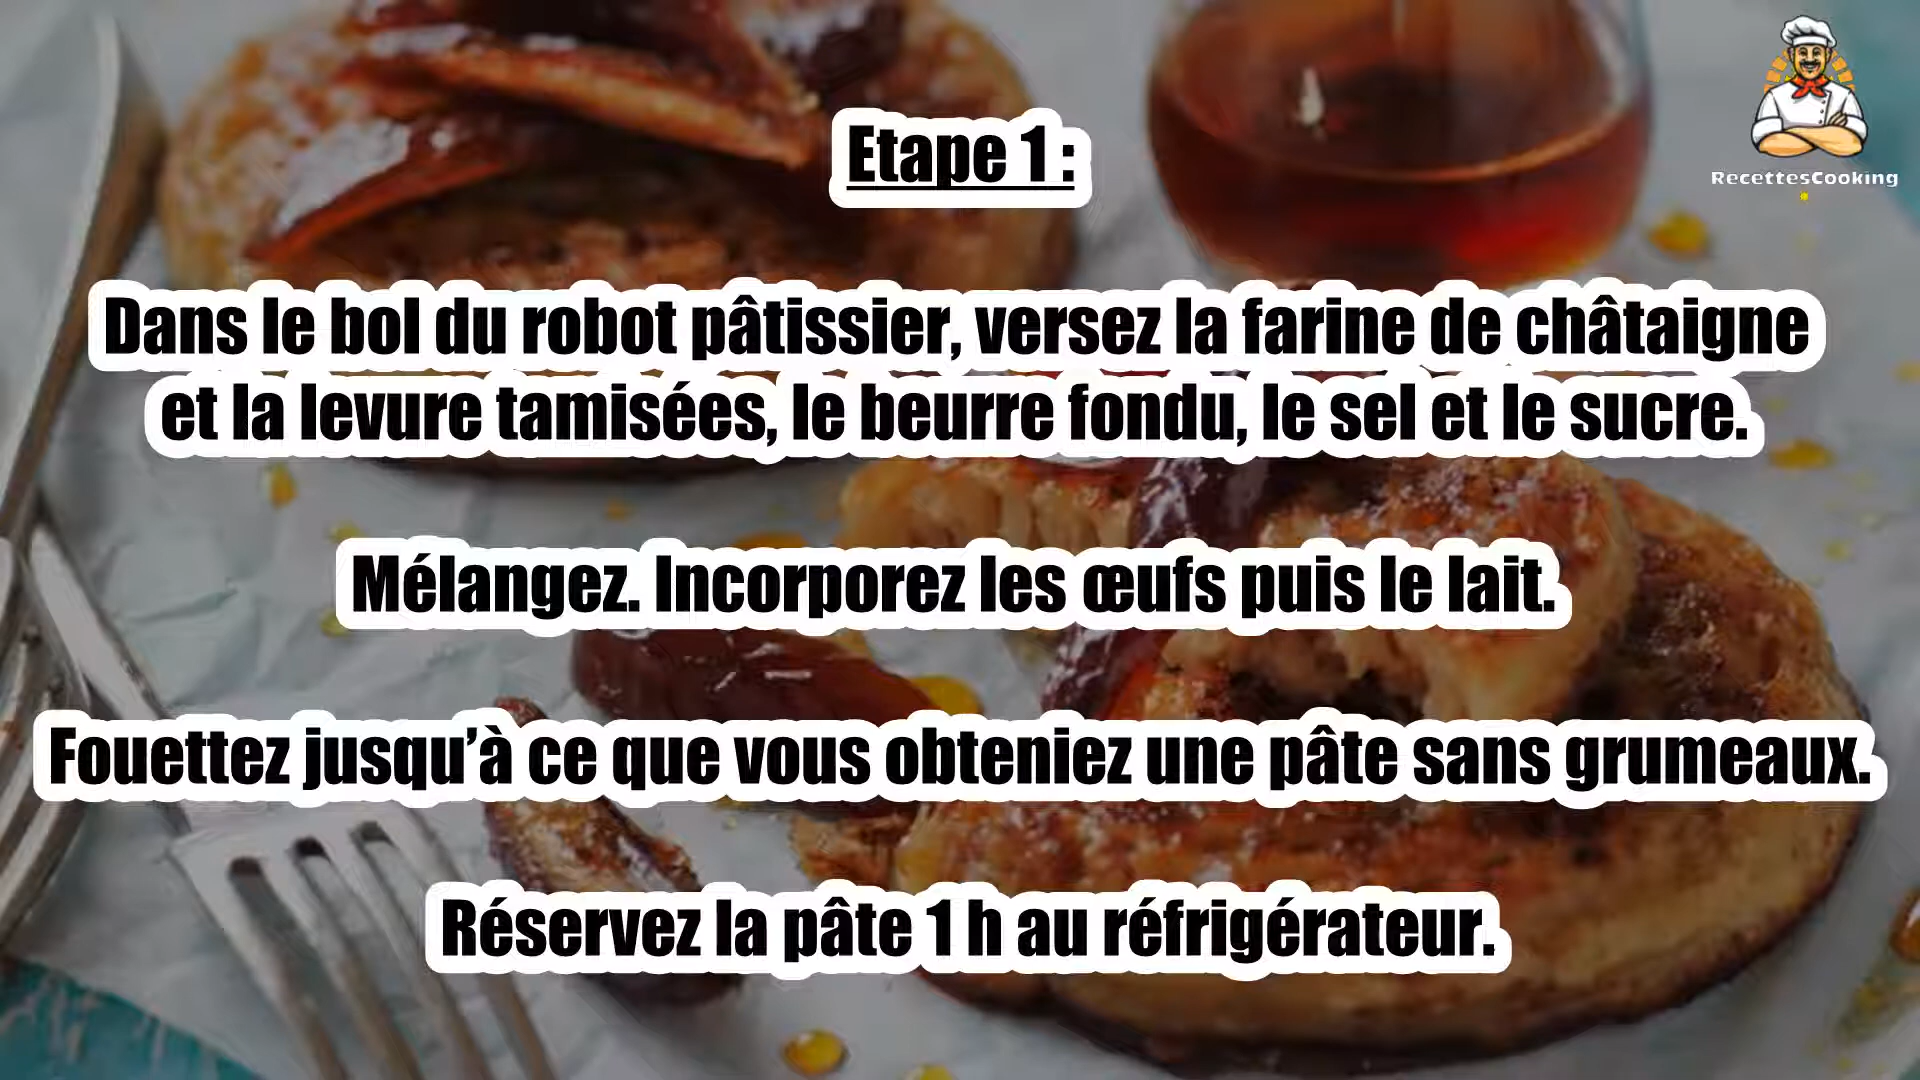 RecettesCooking
Etape 1 :
Dans le bol du robot pâtissier, versez la farine de châtaigne
et la levure tamisées, le beurre fondu, le sel et le sucre.
Mélangez. Incorporez les œufs puis le lait.
Fouettez jusqu’à ce que vous obteniez une pâte sans grumeaux.
Réservez la pâte 1 h au réfrigérateur.